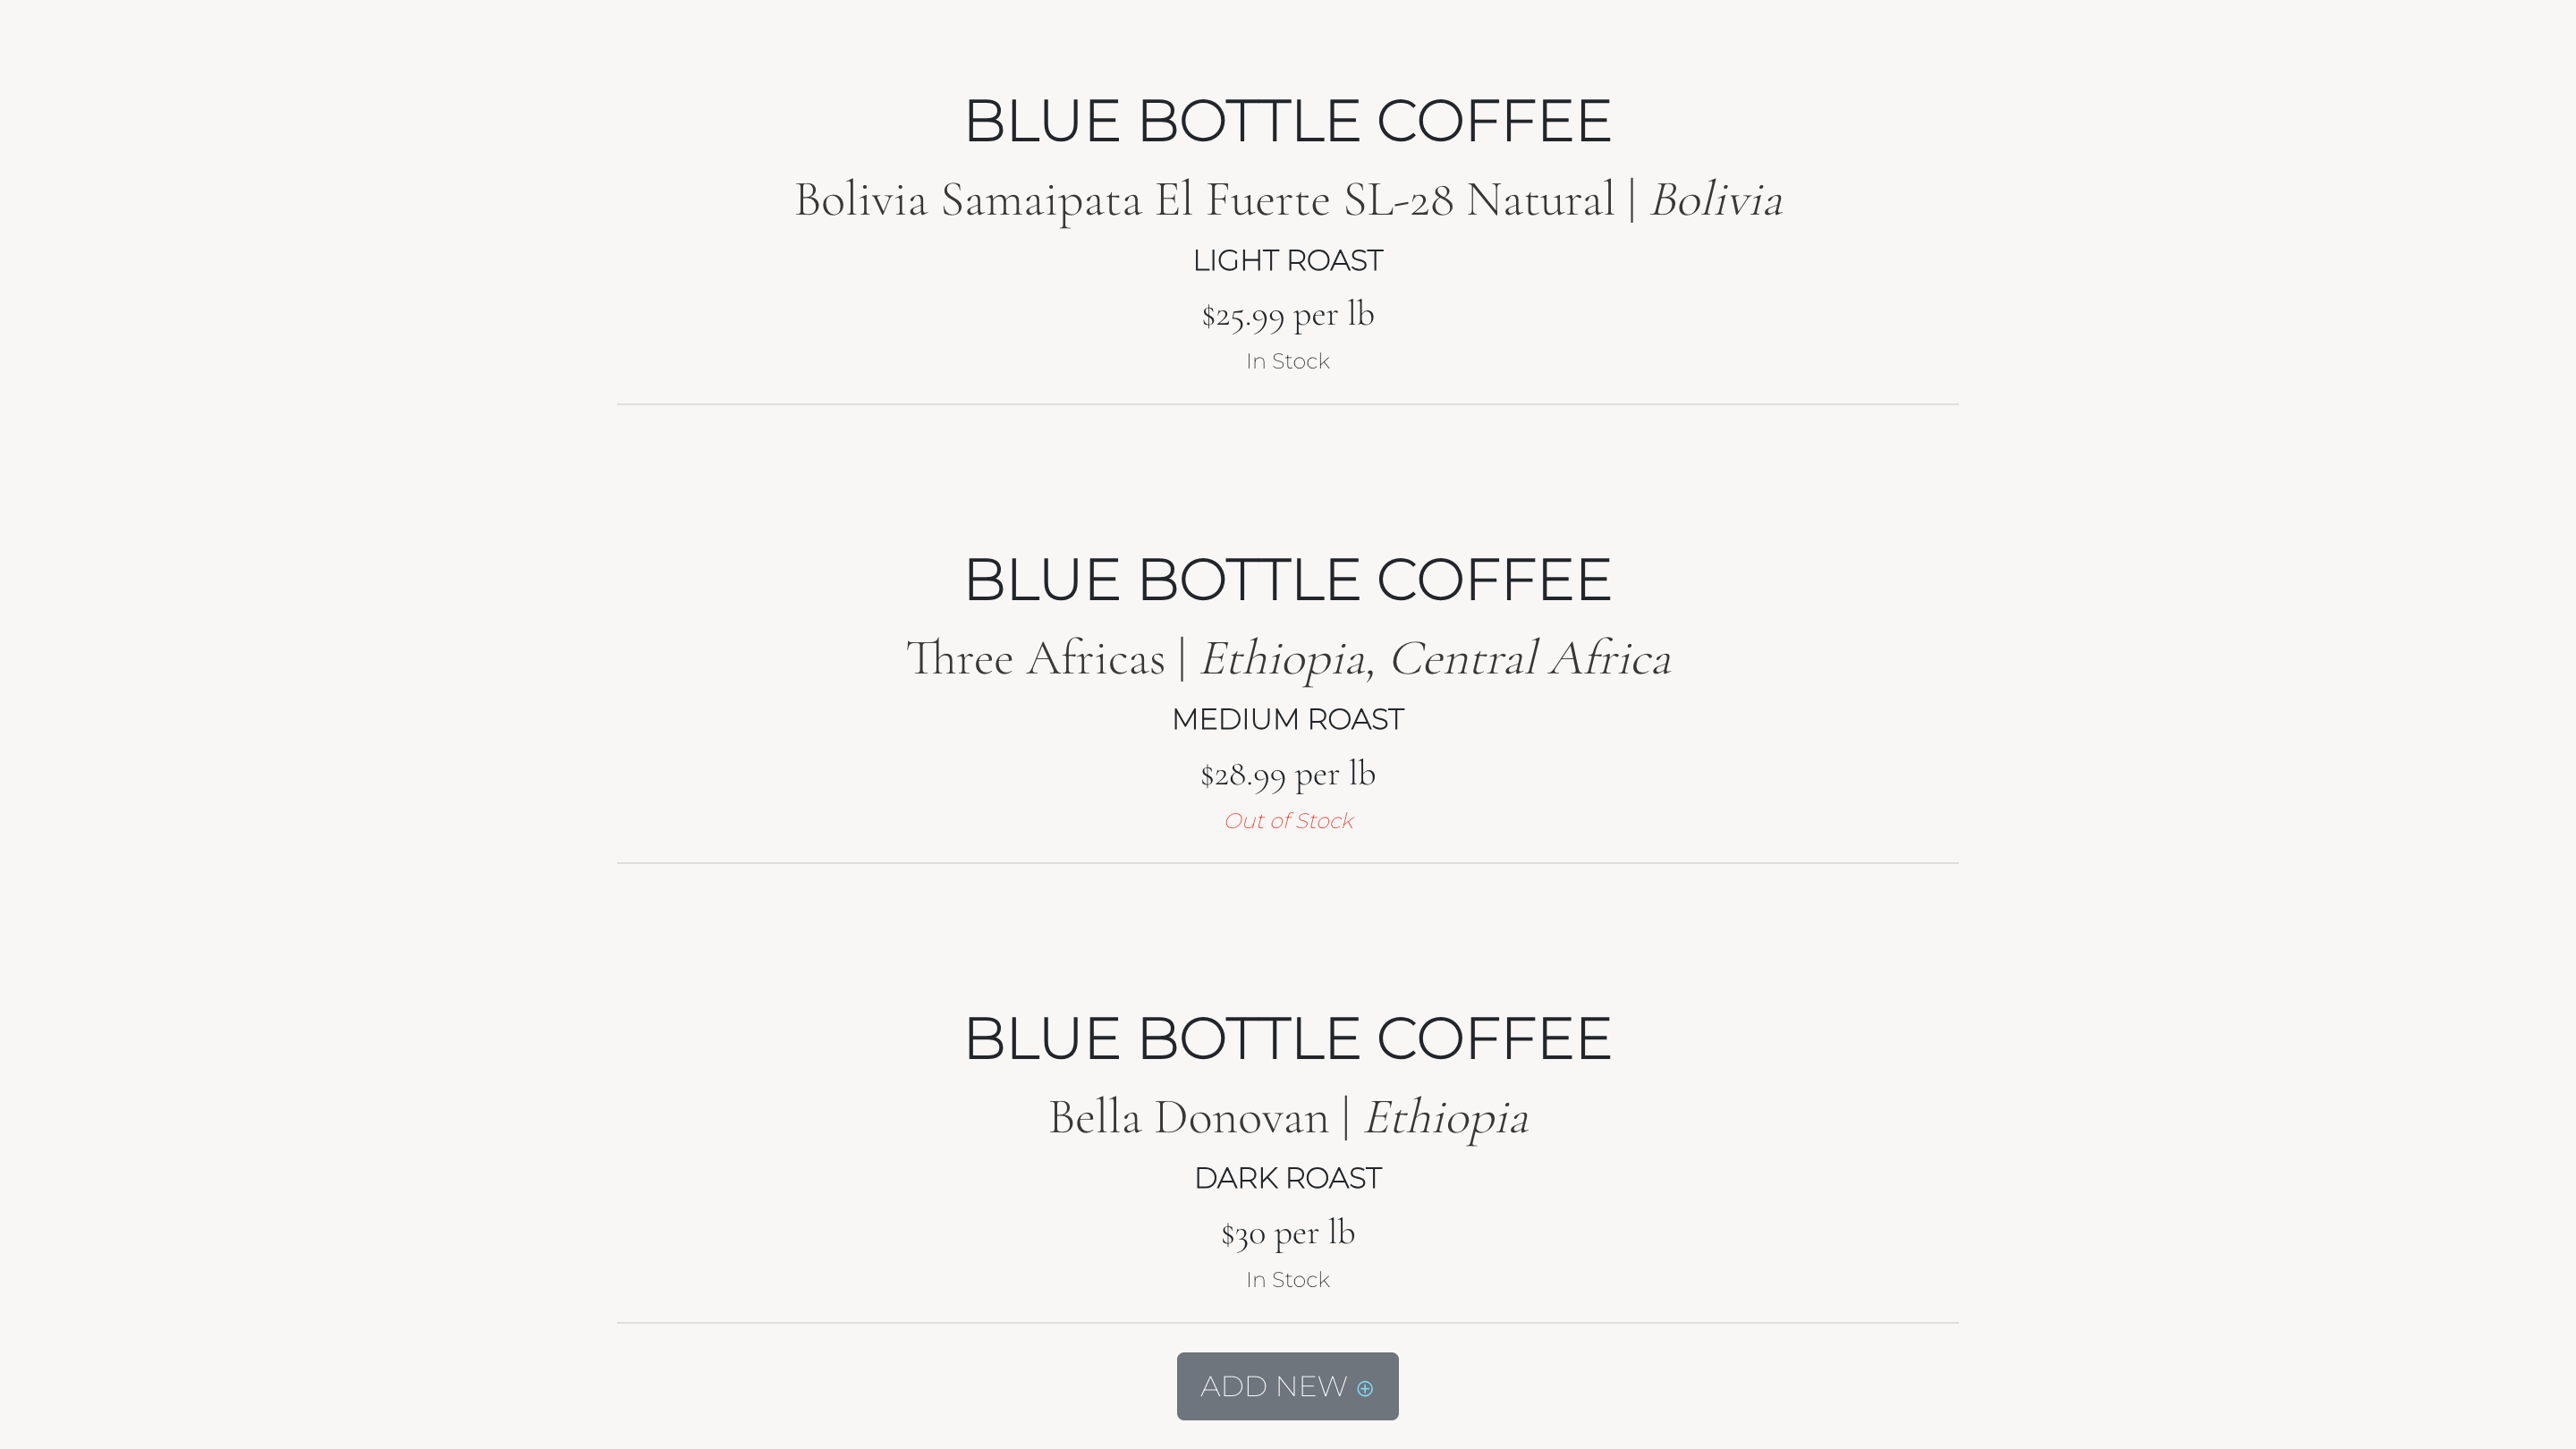 BLUE BOTTLE COFFEE
Bolivia Samaipata El Fuerte SL-28 Natural | Bolivia
LIGHT ROAST
$25.99 per lb
In Stock
BLUE BOTTLE COFFEE
Three Africas | Ethiopia, Central Africa
MEDIUM ROAST
$28.99 per lb
Out of Stock
BLUE BOTTLE COFFEE
Bella Donovan | Ethiopia
DARK ROAST
$30 per lb
In Stock
ADD NEW